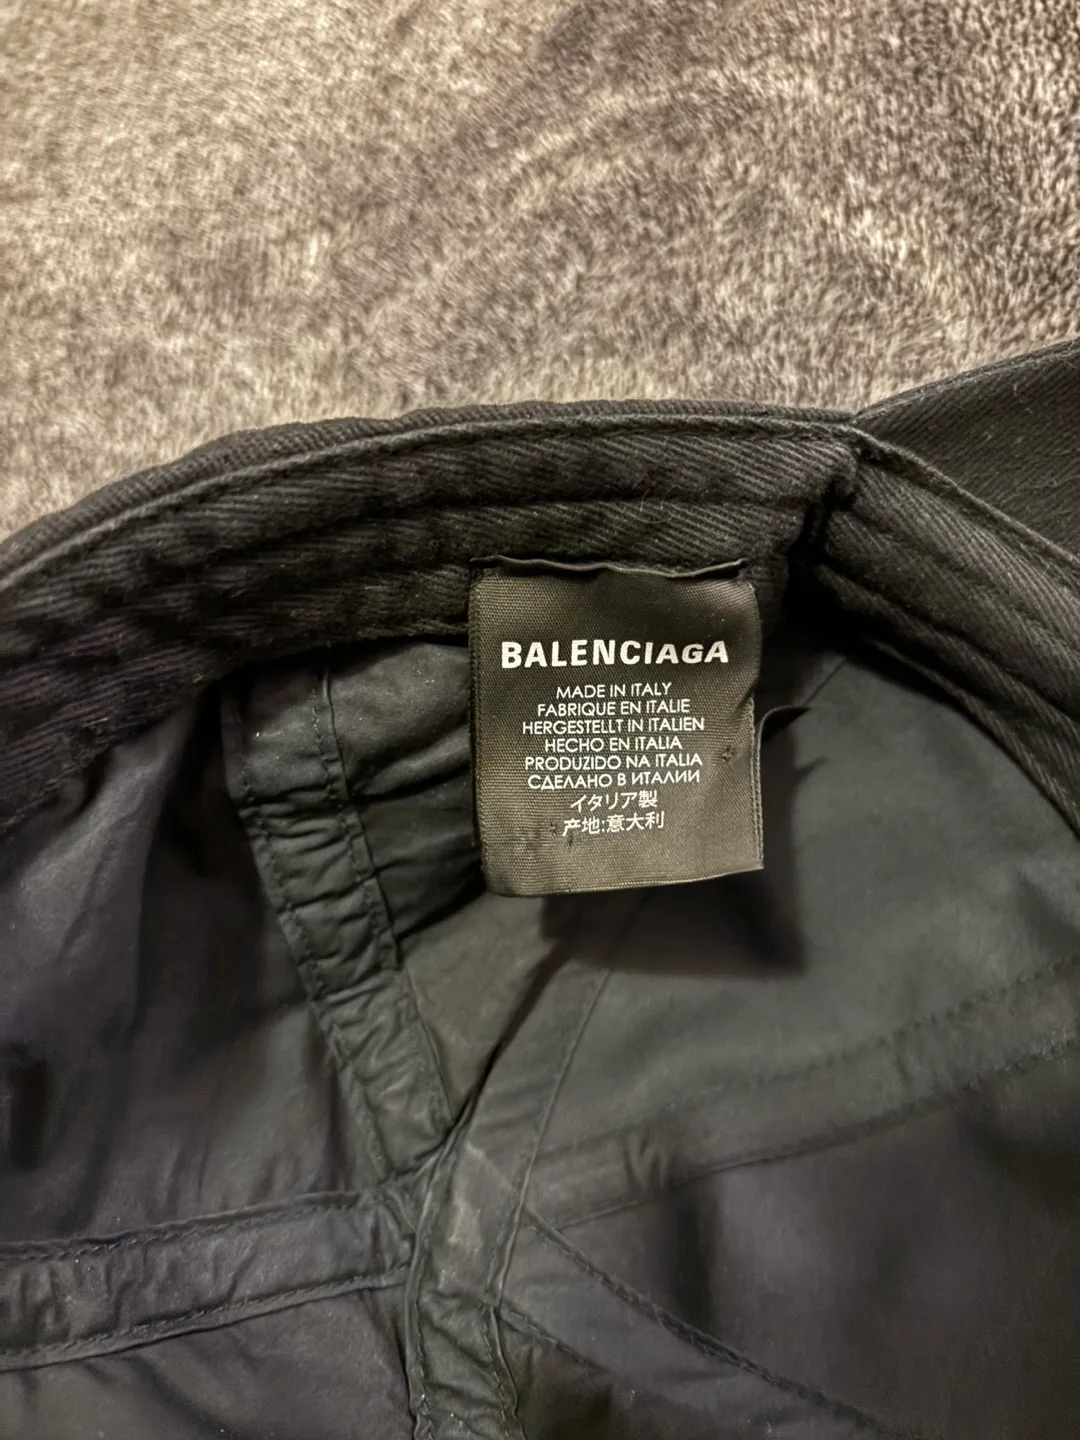 BALENCIAGA
MADE IN ITALY
FABRIQUE EN ITALIE
HERGESTELLT IN ITALIEN
HECHO EN ITALIA
PRODUZIDO NA ITALIA
СДЕЛАНО В ИТАЛИИ
イタリア製
产地:意大利